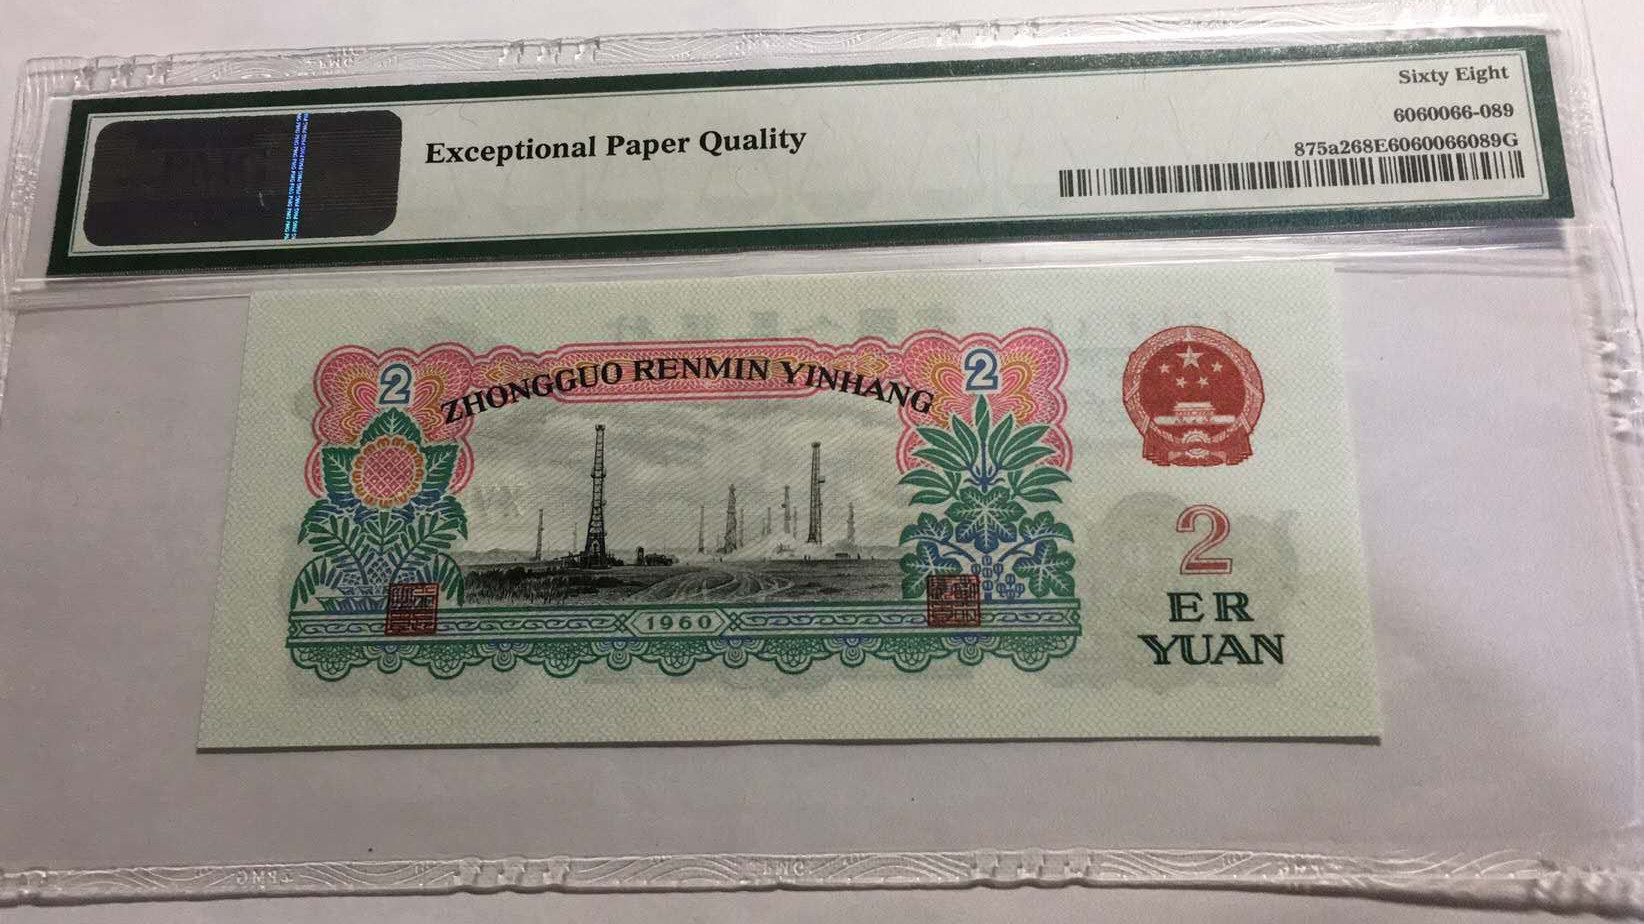 Sixty Eight
Exceptional Paper Quality
6060066-089
875a268E6060066089G
2
ZHONGGUO RENMIN YINHANG
2
1960
2
ER
YUAN